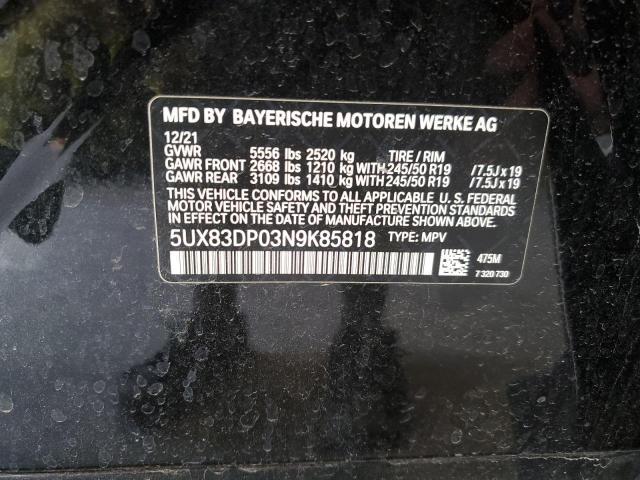 MFD BY BAYERISCHE MOTOREN WERKE AG
12/21
GVWR 5556 lbs 2520 kg TIRE / RIM
GAWR FRONT 2668 lbs 1210 kg WITH 245/50 R19 /7.5J x 19
GAWR REAR 3109 lbs 1410 kg WITH 245/50 R19 /7.5J x 19
THIS VEHICLE CONFORMS TO ALL APPLICABLE U. S. FEDERAL
MOTOR VEHICLE SAFETY AND THEFT PREVENTION STANDARDS
IN EFFECT ON THE DATE OF MANUFACTURE SHOWN ABOVE.
5UX83DP03N9K85818 TYPE: MPV
475M
7 320 730